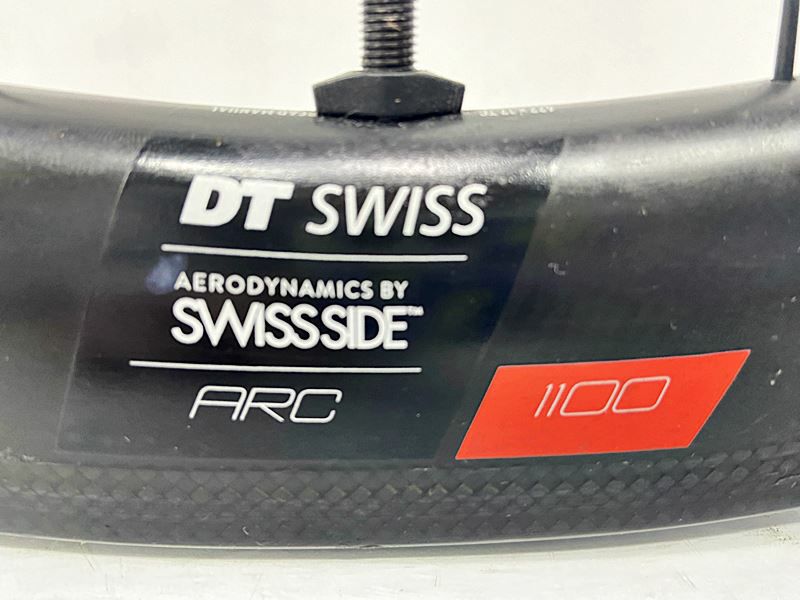 DT SWISS
AERODYNAMICS BY
SWISSSIDE™
ARC
1100